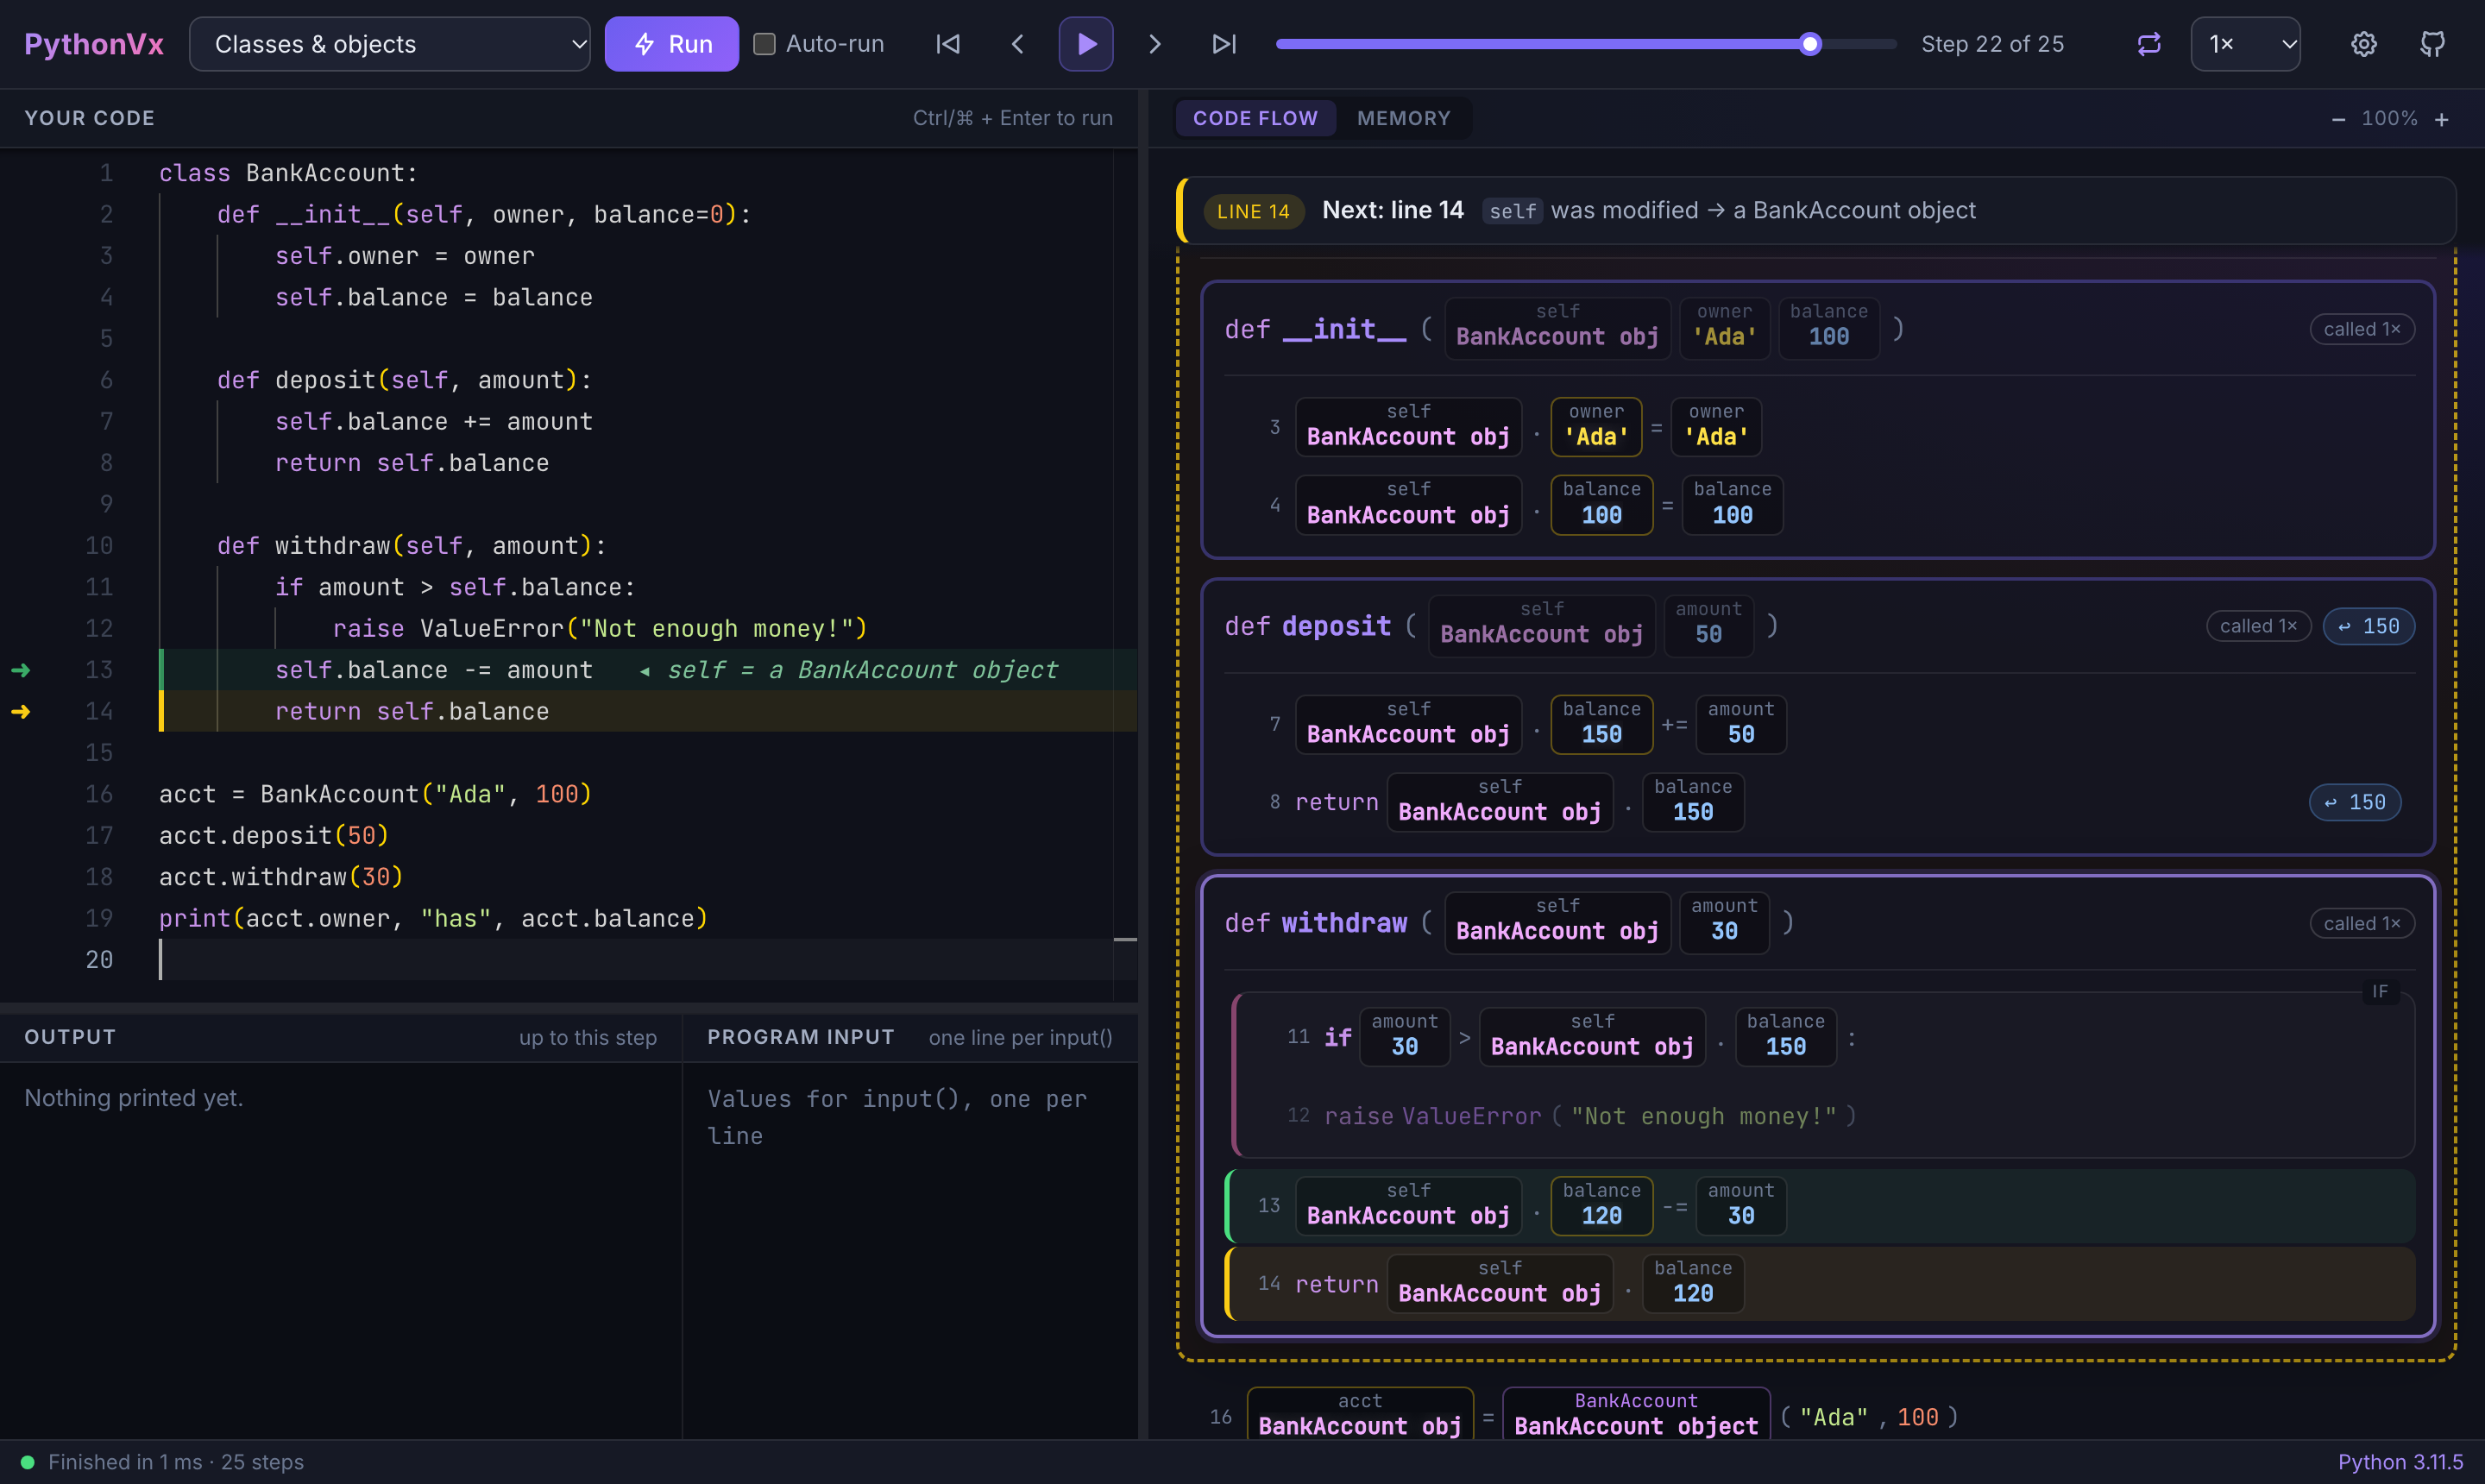 PythonVx Classes & objects Run Auto-run Step 22 of 25 1×
YOUR CODE Ctrl/⌘ + Enter to run
1 class BankAccount:
2 def __init__(self, owner, balance=0):
3 self.owner = owner
4 self.balance = balance
5
6 def deposit(self, amount):
7 self.balance += amount
8 return self.balance
9
10 def withdraw(self, amount):
11 if amount > self.balance:
12 raise ValueError("Not enough money!")
13 self.balance -= amount ◂ self = a BankAccount object
14 return self.balance
15
16 acct = BankAccount("Ada", 100)
17 acct.deposit(50)
18 acct.withdraw(30)
19 print(acct.owner, "has", acct.balance)
20
OUTPUT up to this step
Nothing printed yet.
PROGRAM INPUT one line per input()
Values for input(), one per
line
CODE FLOW MEMORY − 100% +
LINE 14 Next: line 14 self was modified → a BankAccount object
self owner balance
def __init__ ( BankAccount obj 'Ada' 100 ) called 1×
self owner owner
3 BankAccount obj . 'Ada' = 'Ada'
self balance balance
4 BankAccount obj . 100 = 100
self amount
def deposit ( BankAccount obj 50 ) called 1× ↩ 150
self balance amount
7 BankAccount obj . 150 += 50
self balance
8 return BankAccount obj . 150 ↩ 150
self amount
def withdraw ( BankAccount obj 30 ) called 1×
IF
amount self balance
11 if 30 > BankAccount obj . 150 :
12 raise ValueError ( "Not enough money!" )
self balance amount
13 BankAccount obj . 120 -= 30
self balance
14 return BankAccount obj . 120
acct BankAccount
16 BankAccount obj = BankAccount object ( "Ada" , 100 )
Finished in 1 ms · 25 steps Python 3.11.5